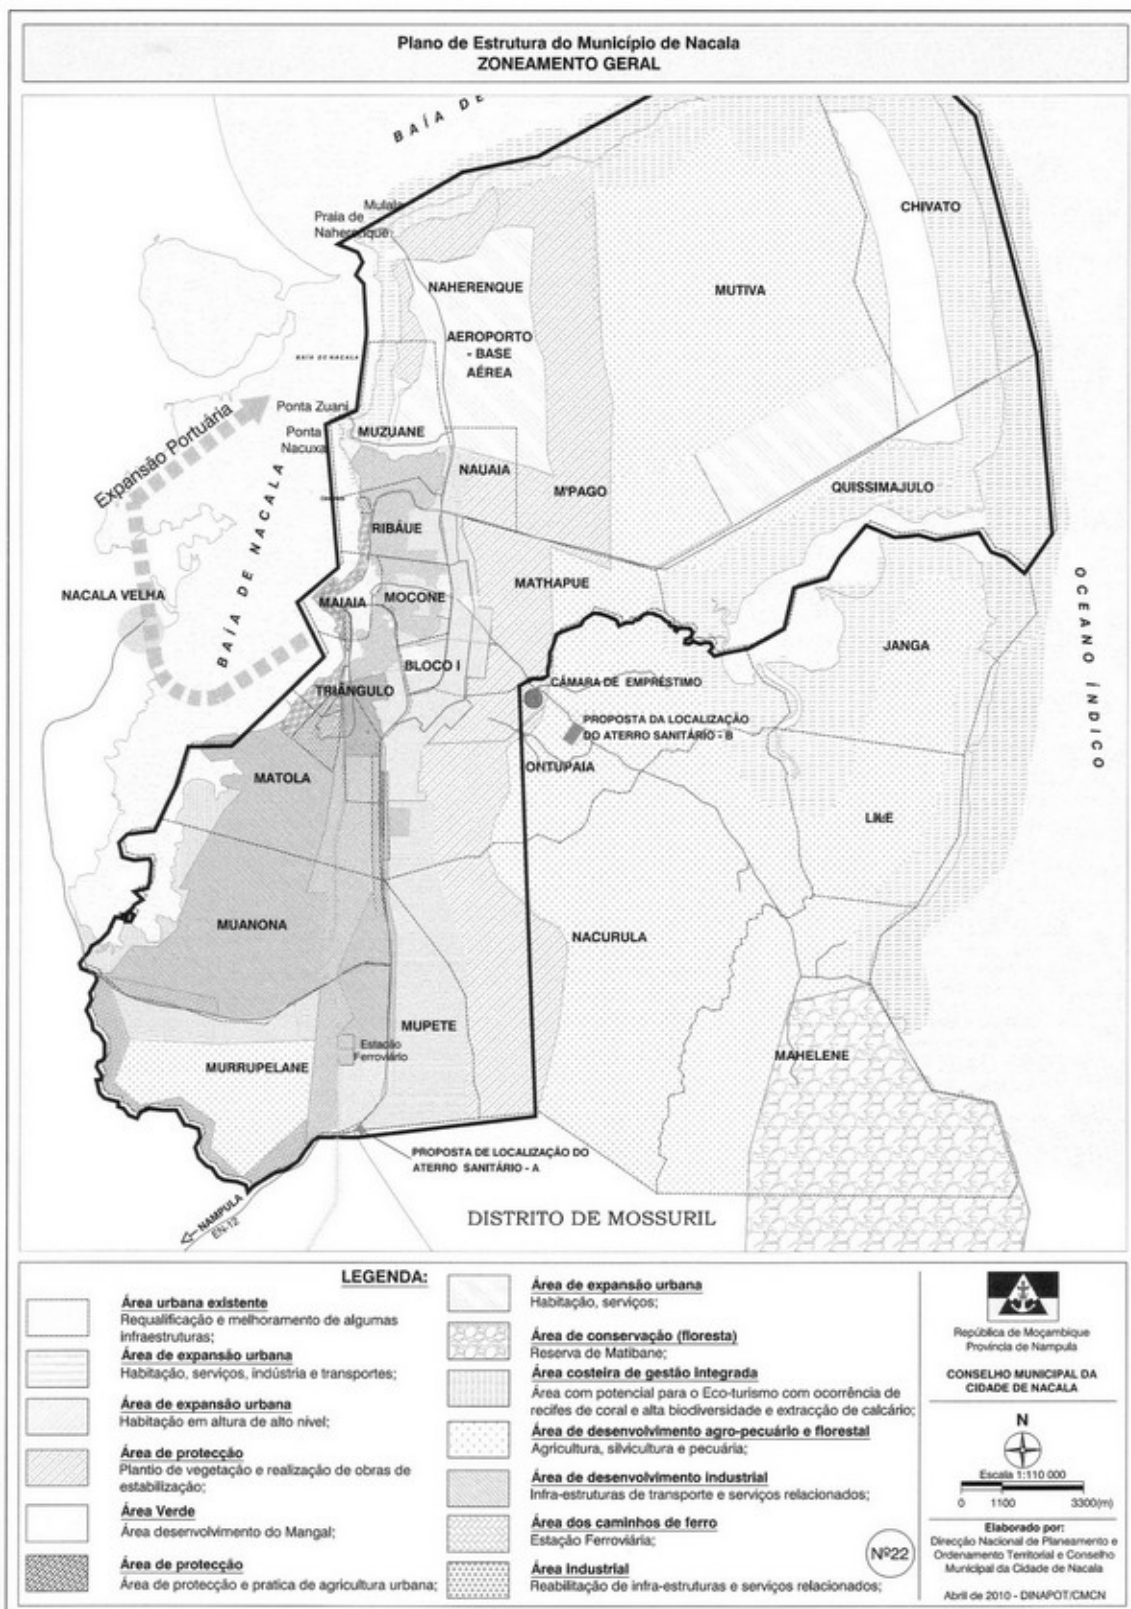 Plano de Estrutura do Município de Nacala
ZONEAMENTO GERAL
BAÍA DE
CHIVATO
Praia de
Naherenque
NAHERENQUE
MUTIVA
AEROPORTO
- BASE
AÉREA
BAÍA DE NACALA
Expansão Portuária
Ponta Zuani
Ponta
Nacuxa
MUZUANE
NAUAIA
M'PAGO
QUISSIMAJULO
BAÍA DE NACALA
RIBÁUE
NACALA VELHA
MAIAIA
MOCONE
MATHAPUE
OCEANO ÍNDICO
JANGA
BLOCO I
TRIÂNGULO
CÂMARA DE EMPRÉSTIMO
PROPOSTA DA LOCALIZAÇÃO
DO ATERRO SANITÁRIO - B
MATOLA
ONTUPAIA
MUANONA
NACURULA
MUPETE
Estação
Ferroviário
MURRUPELANE
MAHELENE
PROPOSTA DE LOCALIZAÇÃO DO
ATERRO SANITÁRIO - A
NAMPULA
EN-12
DISTRITO DE MOSSURIL
LEGENDA:
Área urbana existente
Requalificação e melhoramento de algumas
infraestruturas;
Área de expansão urbana
Habitação, serviços, indústria e transportes;
Área de expansão urbana
Habitação em altura de alto nível;
Área de protecção
Plantio de vegetação e realização de obras de
estabilização;
Área Verde
Área desenvolvimento do Mangal;
Área de protecção
Área de protecção e pratica de agricultura urbana;
Área de expansão urbana
Habitação, serviços;
Área de conservação (floresta)
Reserva de Matibane;
Área costeira de gestão Integrada
Área com potencial para o Eco-turismo com ocorrência de
recifes de coral e alta biodiversidade e extracção de calcário;
Área de desenvolvimento agro-pecuário e florestal
Agricultura, silvicultura e pecuária;
Área de desenvolvimento industrial
Infra-estruturas de transporte e serviços relacionados;
Área dos caminhos de ferro
Estação Ferroviária;
Área Industrial
Reabilitação de infra-estruturas e serviços relacionados;
Nº22
República de Moçambique
Província de Nampula
CONSELHO MUNICIPAL DA
CIDADE DE NACALA
N
Escala 1:110 000
0 1100 3300(m)
Elaborado por:
Direcção Nacional de Planeamento e
Ordenamento Territorial e Conselho
Municipal da Cidade de Nacala
Abril de 2010 - DINAPOT/CMCN